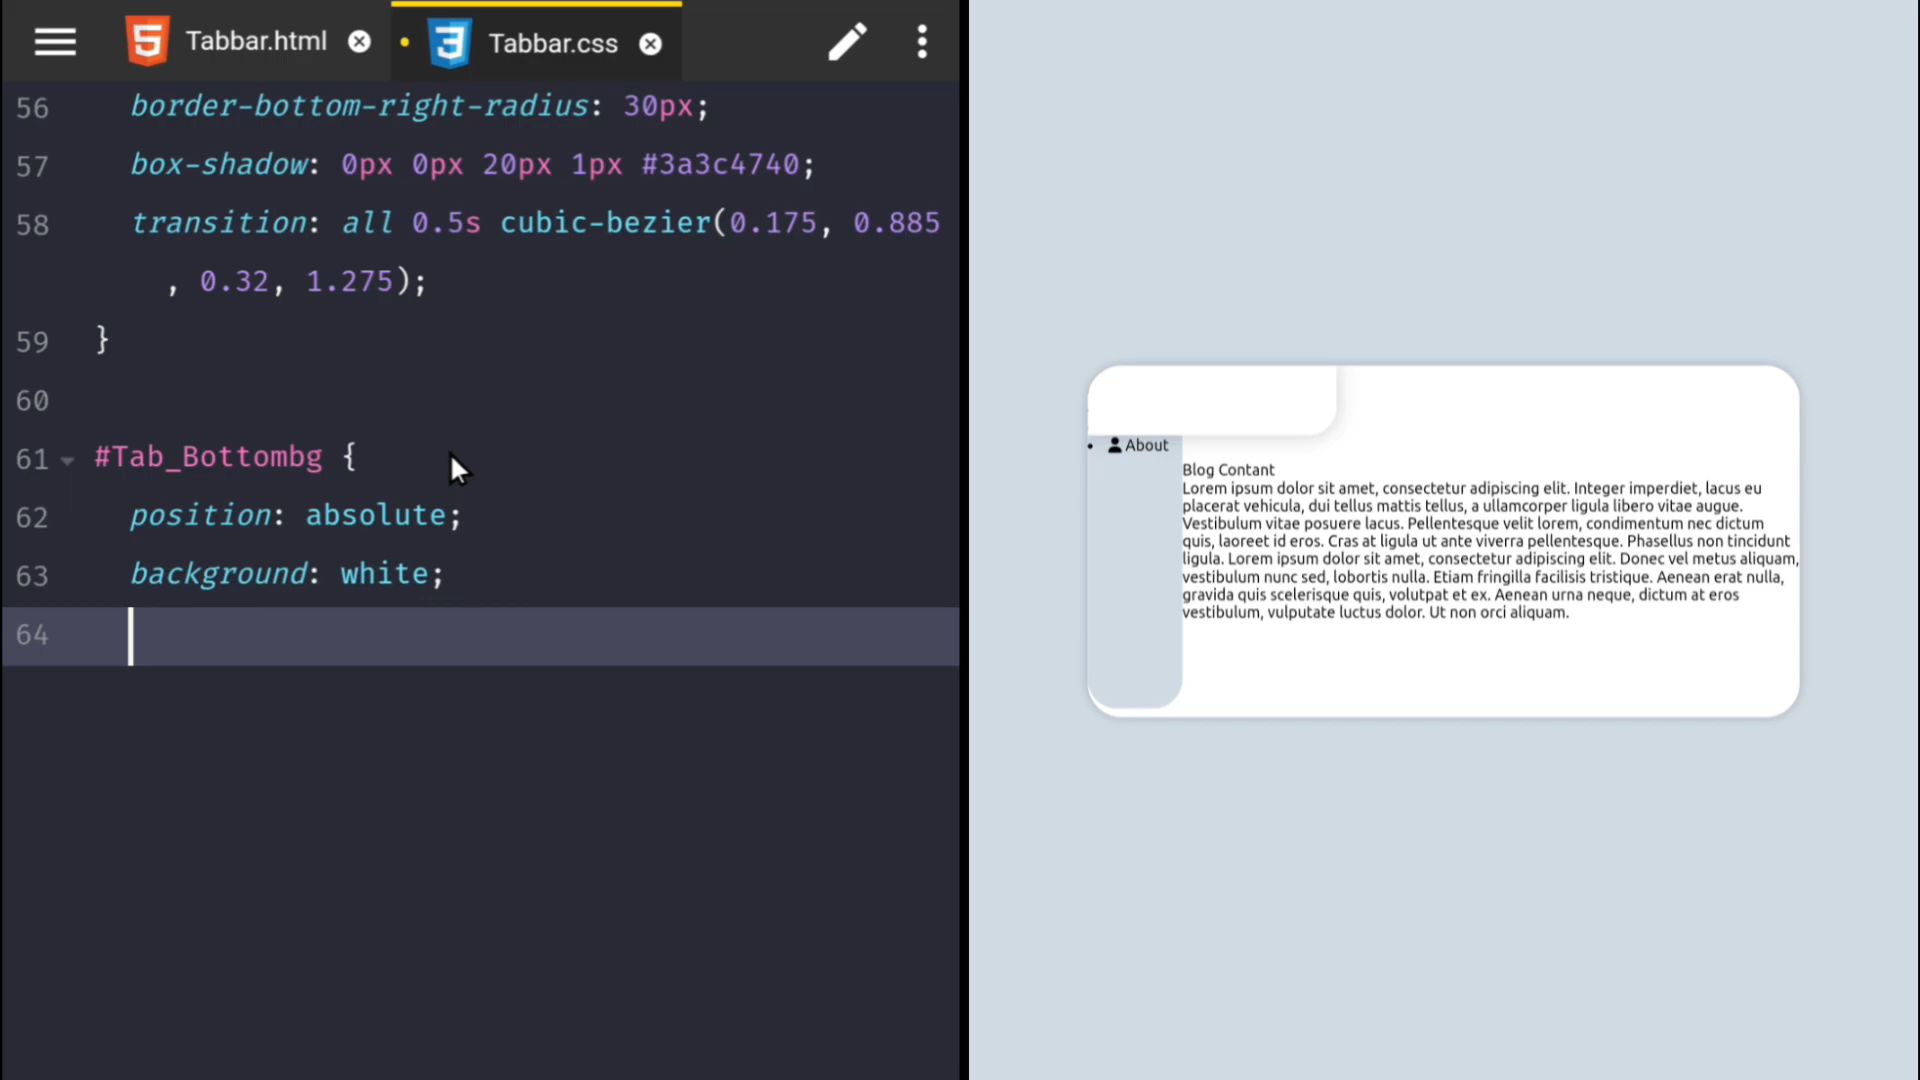 Tabbar.html
Tabbar.css
56 border-bottom-right-radius: 30px;
57 box-shadow: 0px 0px 20px 1px #3a3c4740;
58 transition: all 0.5s cubic-bezier(0.175, 0.885
, 0.32, 1.275);
59 }
60
61 #Tab_Bottombg {
62 position: absolute;
63 background: white;
64
• About
Blog Contant
Lorem ipsum dolor sit amet, consectetur adipiscing elit. Integer imperdiet, lacus eu
placerat vehicula, dui tellus mattis tellus, a ullamcorper ligula libero vitae augue.
Vestibulum vitae posuere lacus. Pellentesque velit lorem, condimentum nec dictum
quis, laoreet id eros. Cras at ligula ut ante viverra pellentesque. Phasellus non tincidunt
ligula. Lorem ipsum dolor sit amet, consectetur adipiscing elit. Donec vel metus aliquam,
vestibulum nunc sed, lobortis nulla. Etiam fringilla facilisis tristique. Aenean erat nulla,
gravida quis scelerisque quis, volutpat et ex. Aenean urna neque, dictum at eros
vestibulum, vulputate luctus dolor. Ut non orci aliquam.